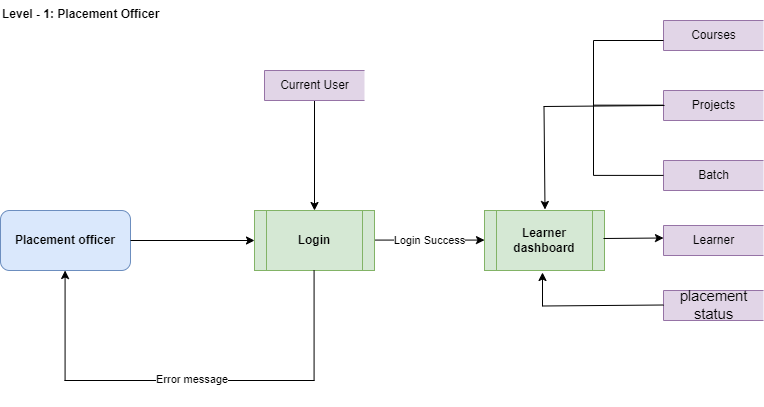 Level - 1: Placement Officer
Courses
Current User
Projects
Batch
Placement officer
Login
Login Success
Learner
dashboard
Learner
placement
status
Error message